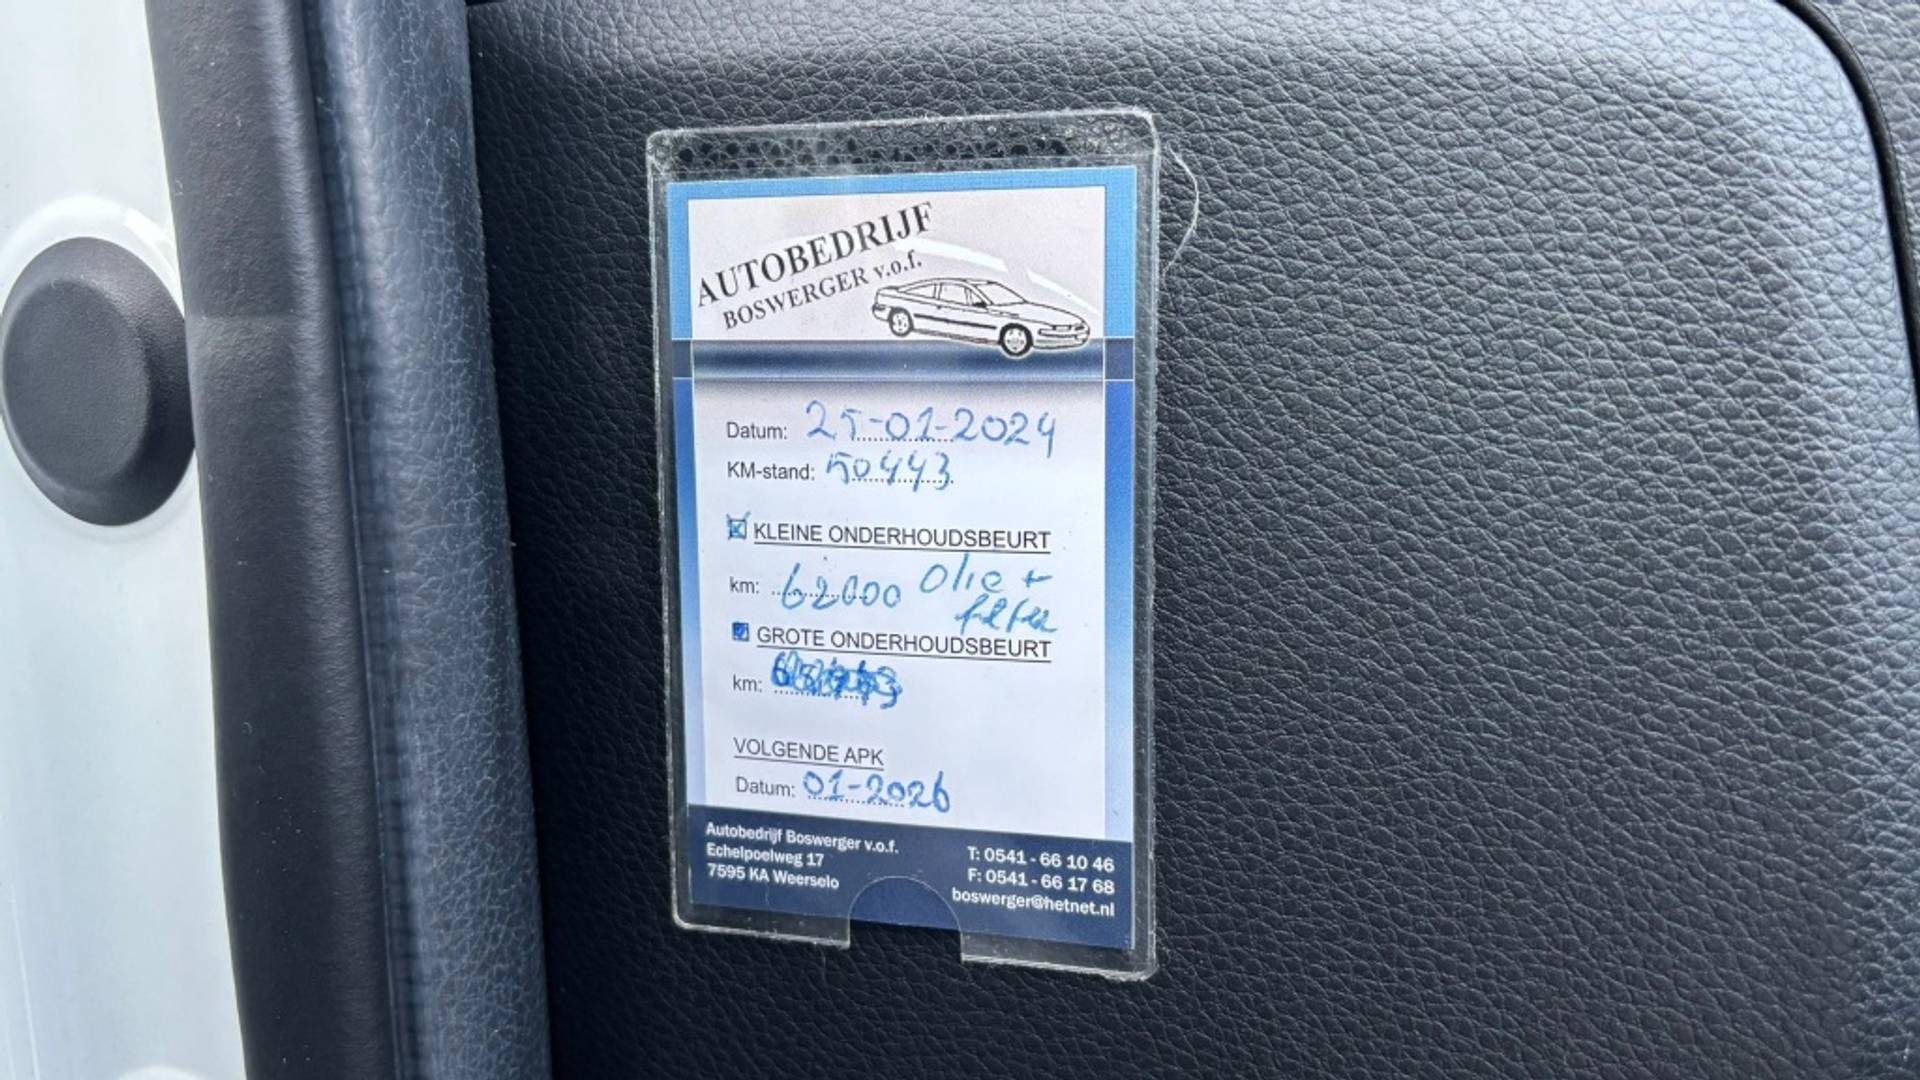 AUTOBEDRIJF
BOSWERGER v.o.f.
Datum: 25-01-2024
KM-stand: 50443
KLEINE ONDERHOUDSBEURT
km: 62000 Olie +
filter
GROTE ONDERHOUDSBEURT
km:
VOLGENDE APK
Datum: 01-2026
Autobedrijf Boswerger v.o.f.
Echelpoelweg 17
7595 KA Weerselo
T: 0541 - 66 10 46
F: 0541 - 66 17 68
boswerger@hetnet.nl